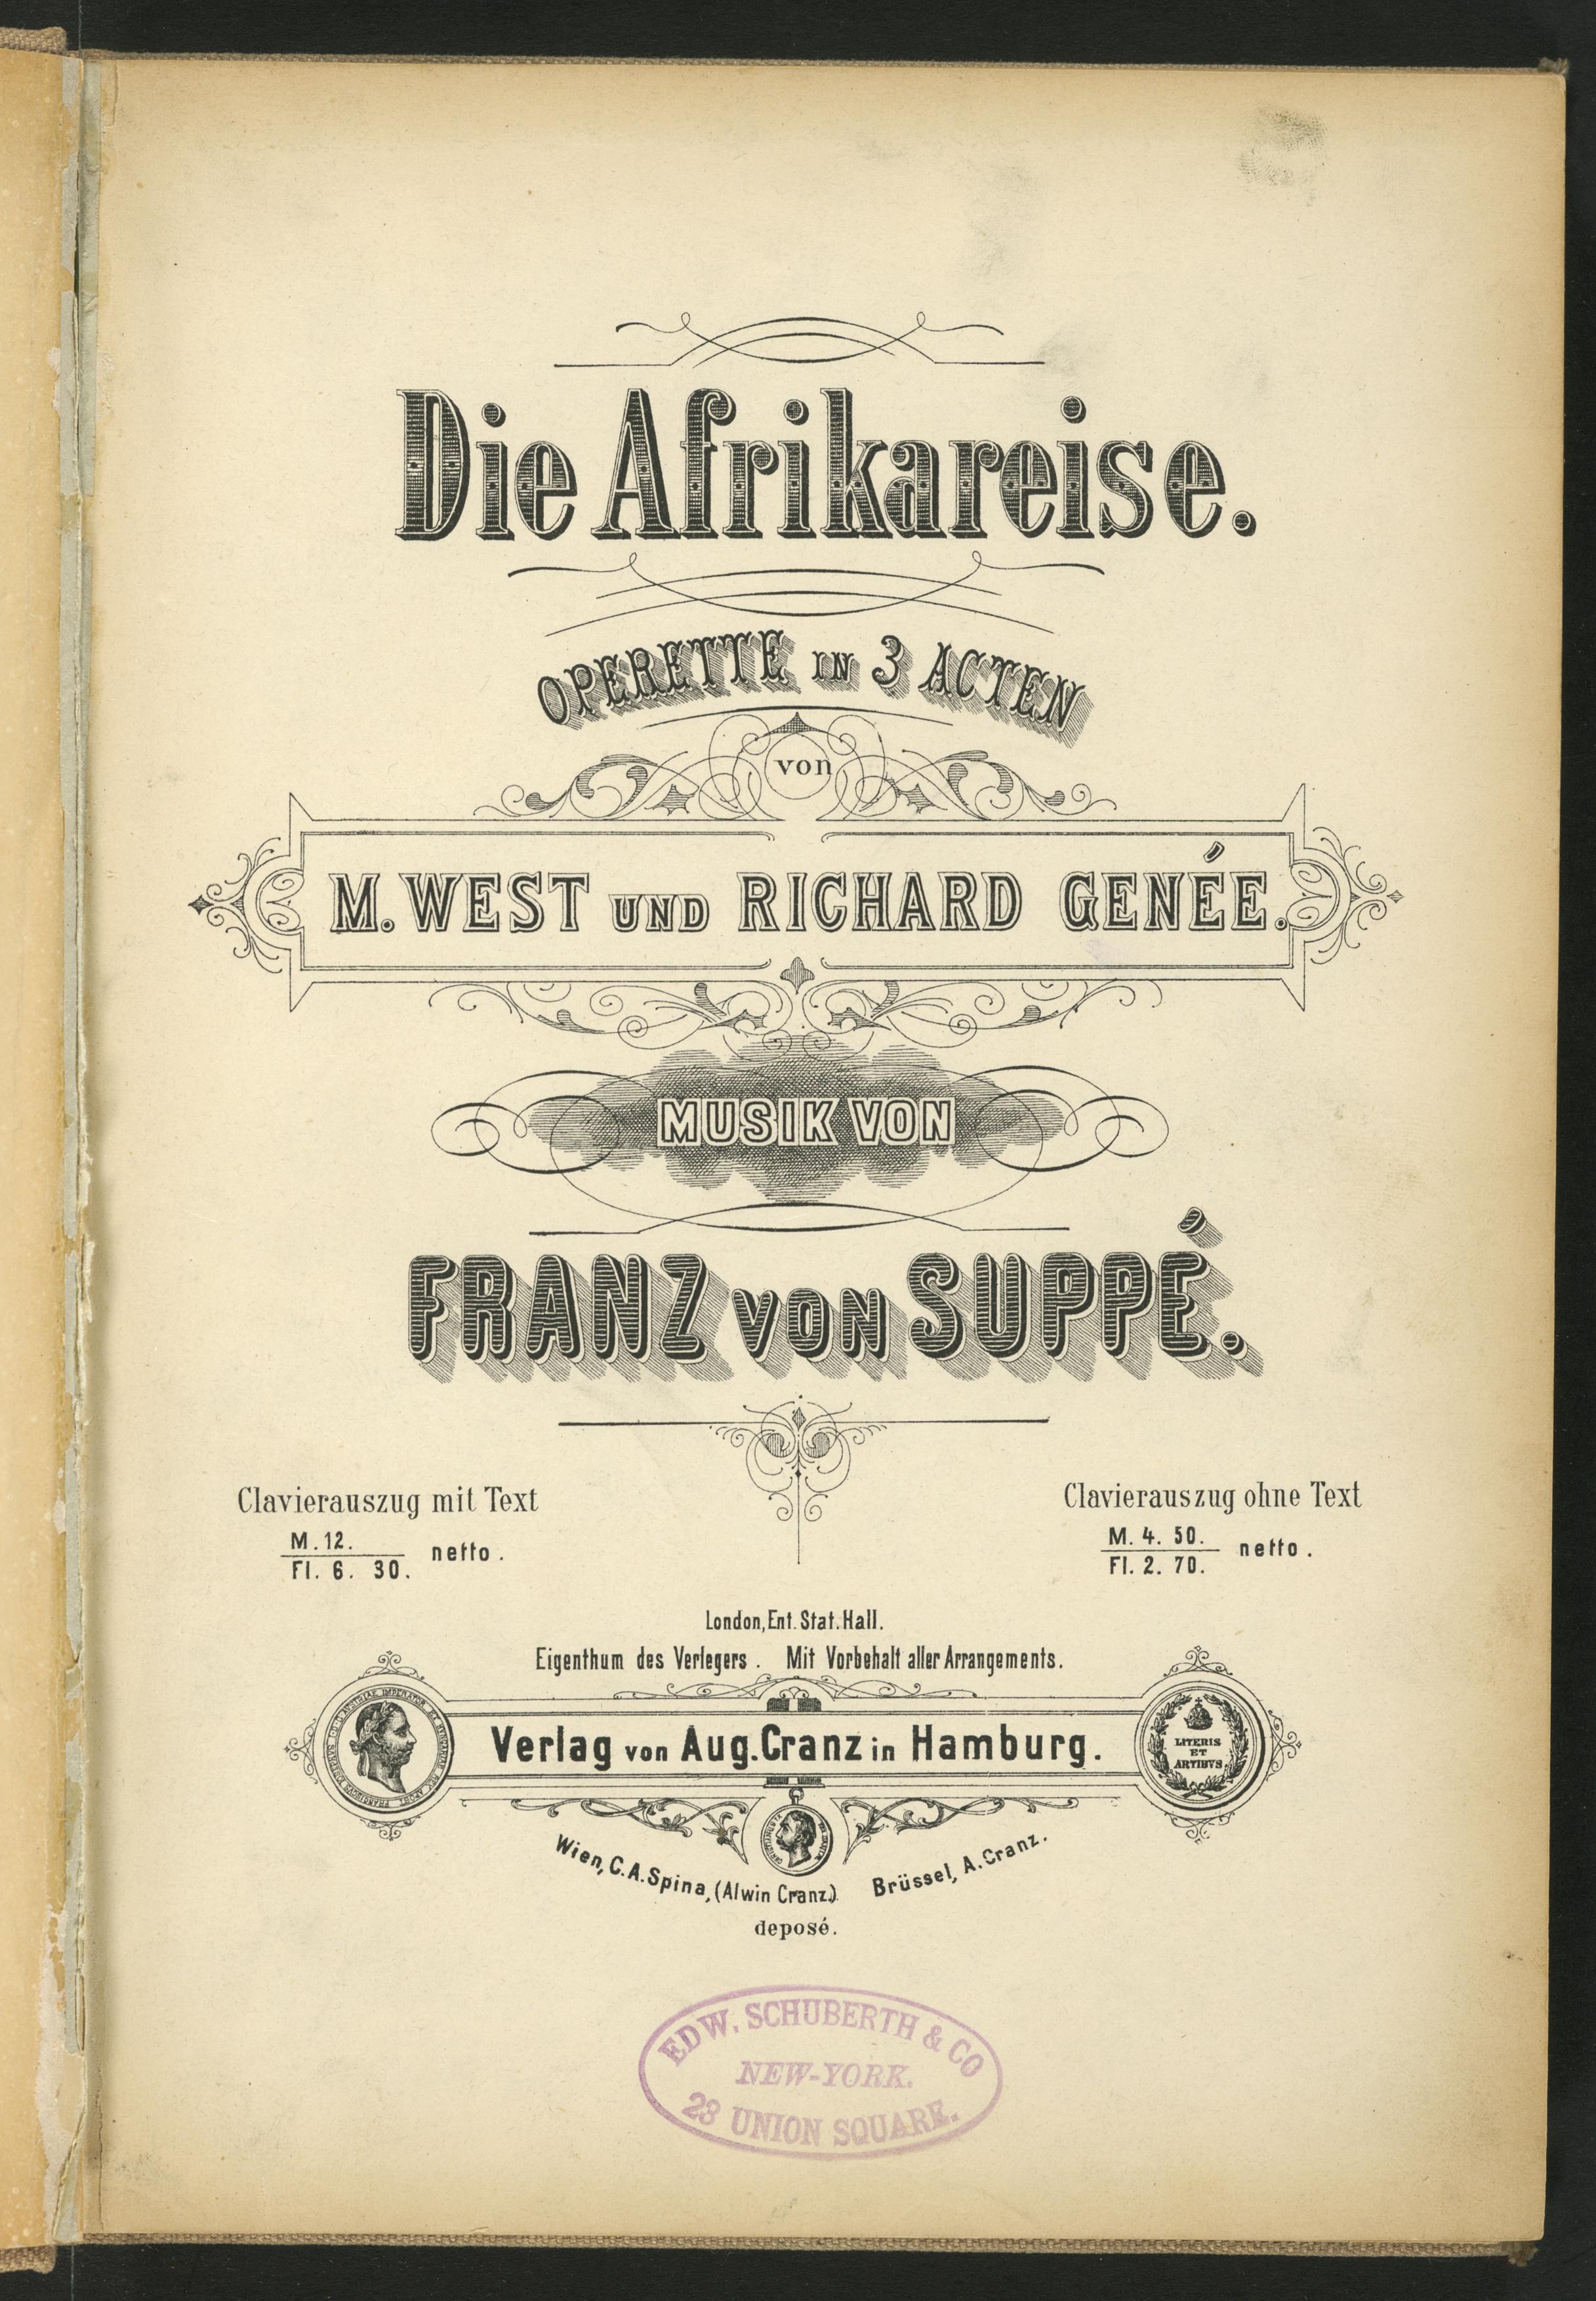 Die Afrikareise.
OPERETTE IN 3 ACTEN
von
M. WEST UND RICHARD GENÉE.
MUSIK VON
FRANZ VON SUPPÉ.
Clavierauszug mit Text
M. 12.
Fl. 6. 30.
netto.
Clavierauszug ohne Text
M. 4. 50.
Fl. 2. 70.
netto.
London, Ent. Stat. Hall.
Eigenthum des Verlegers. Mit Vorbehalt aller Arrangements.
Verlag von Aug. Cranz in Hamburg.
LITERIS
ET
ARTIBVS
Wien, C. A. Spina, (Alwin Cranz.) Brüssel, A. Cranz.
deposé.
EDW. SCHUBERTH & CO
NEW-YORK.
23 UNION SQUARE.